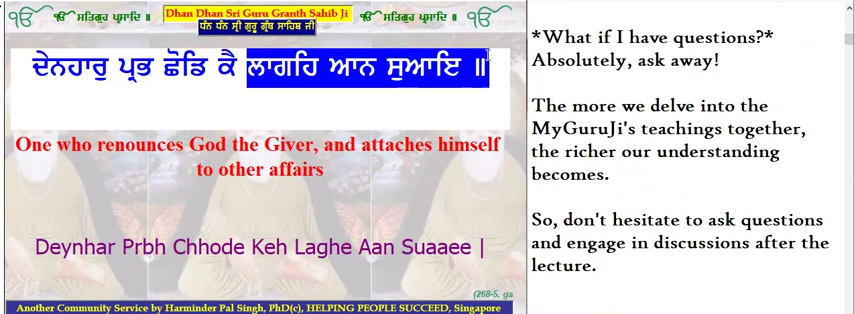 ੴ ੴ ਸਤਿਗੁਰ ਪ੍ਰਸਾਦਿ ॥
Dhan Dhan Sri Guru Granth Sahib Ji
ਧੰਨ ਧੰਨ ਸ੍ਰੀ ਗੁਰੂ ਗ੍ਰੰਥ ਸਾਹਿਬ ਜੀ
ੴ ਸਤਿਗੁਰ ਪ੍ਰਸਾਦਿ ॥ ੴ
ਦੇਨਹਾਰੁ ਪ੍ਰਭ ਛੋਡਿ ਕੈ ਲਾਗਹਿ ਆਨ ਸੁਆਇ ॥
One who renounces God the Giver, and attaches himself
to other affairs
Deynhar Prbh Chhode Keh Laghe Aan Suaaee |
(268-5, ga
Another Community Service by Harminder Pal Singh, PhD(c), HELPING PEOPLE SUCCEED, Singapore
*What if I have questions?*
Absolutely, ask away!
The more we delve into the
MyGuruJi's teachings together,
the richer our understanding
becomes.
So, don't hesitate to ask questions
and engage in discussions after the
lecture.